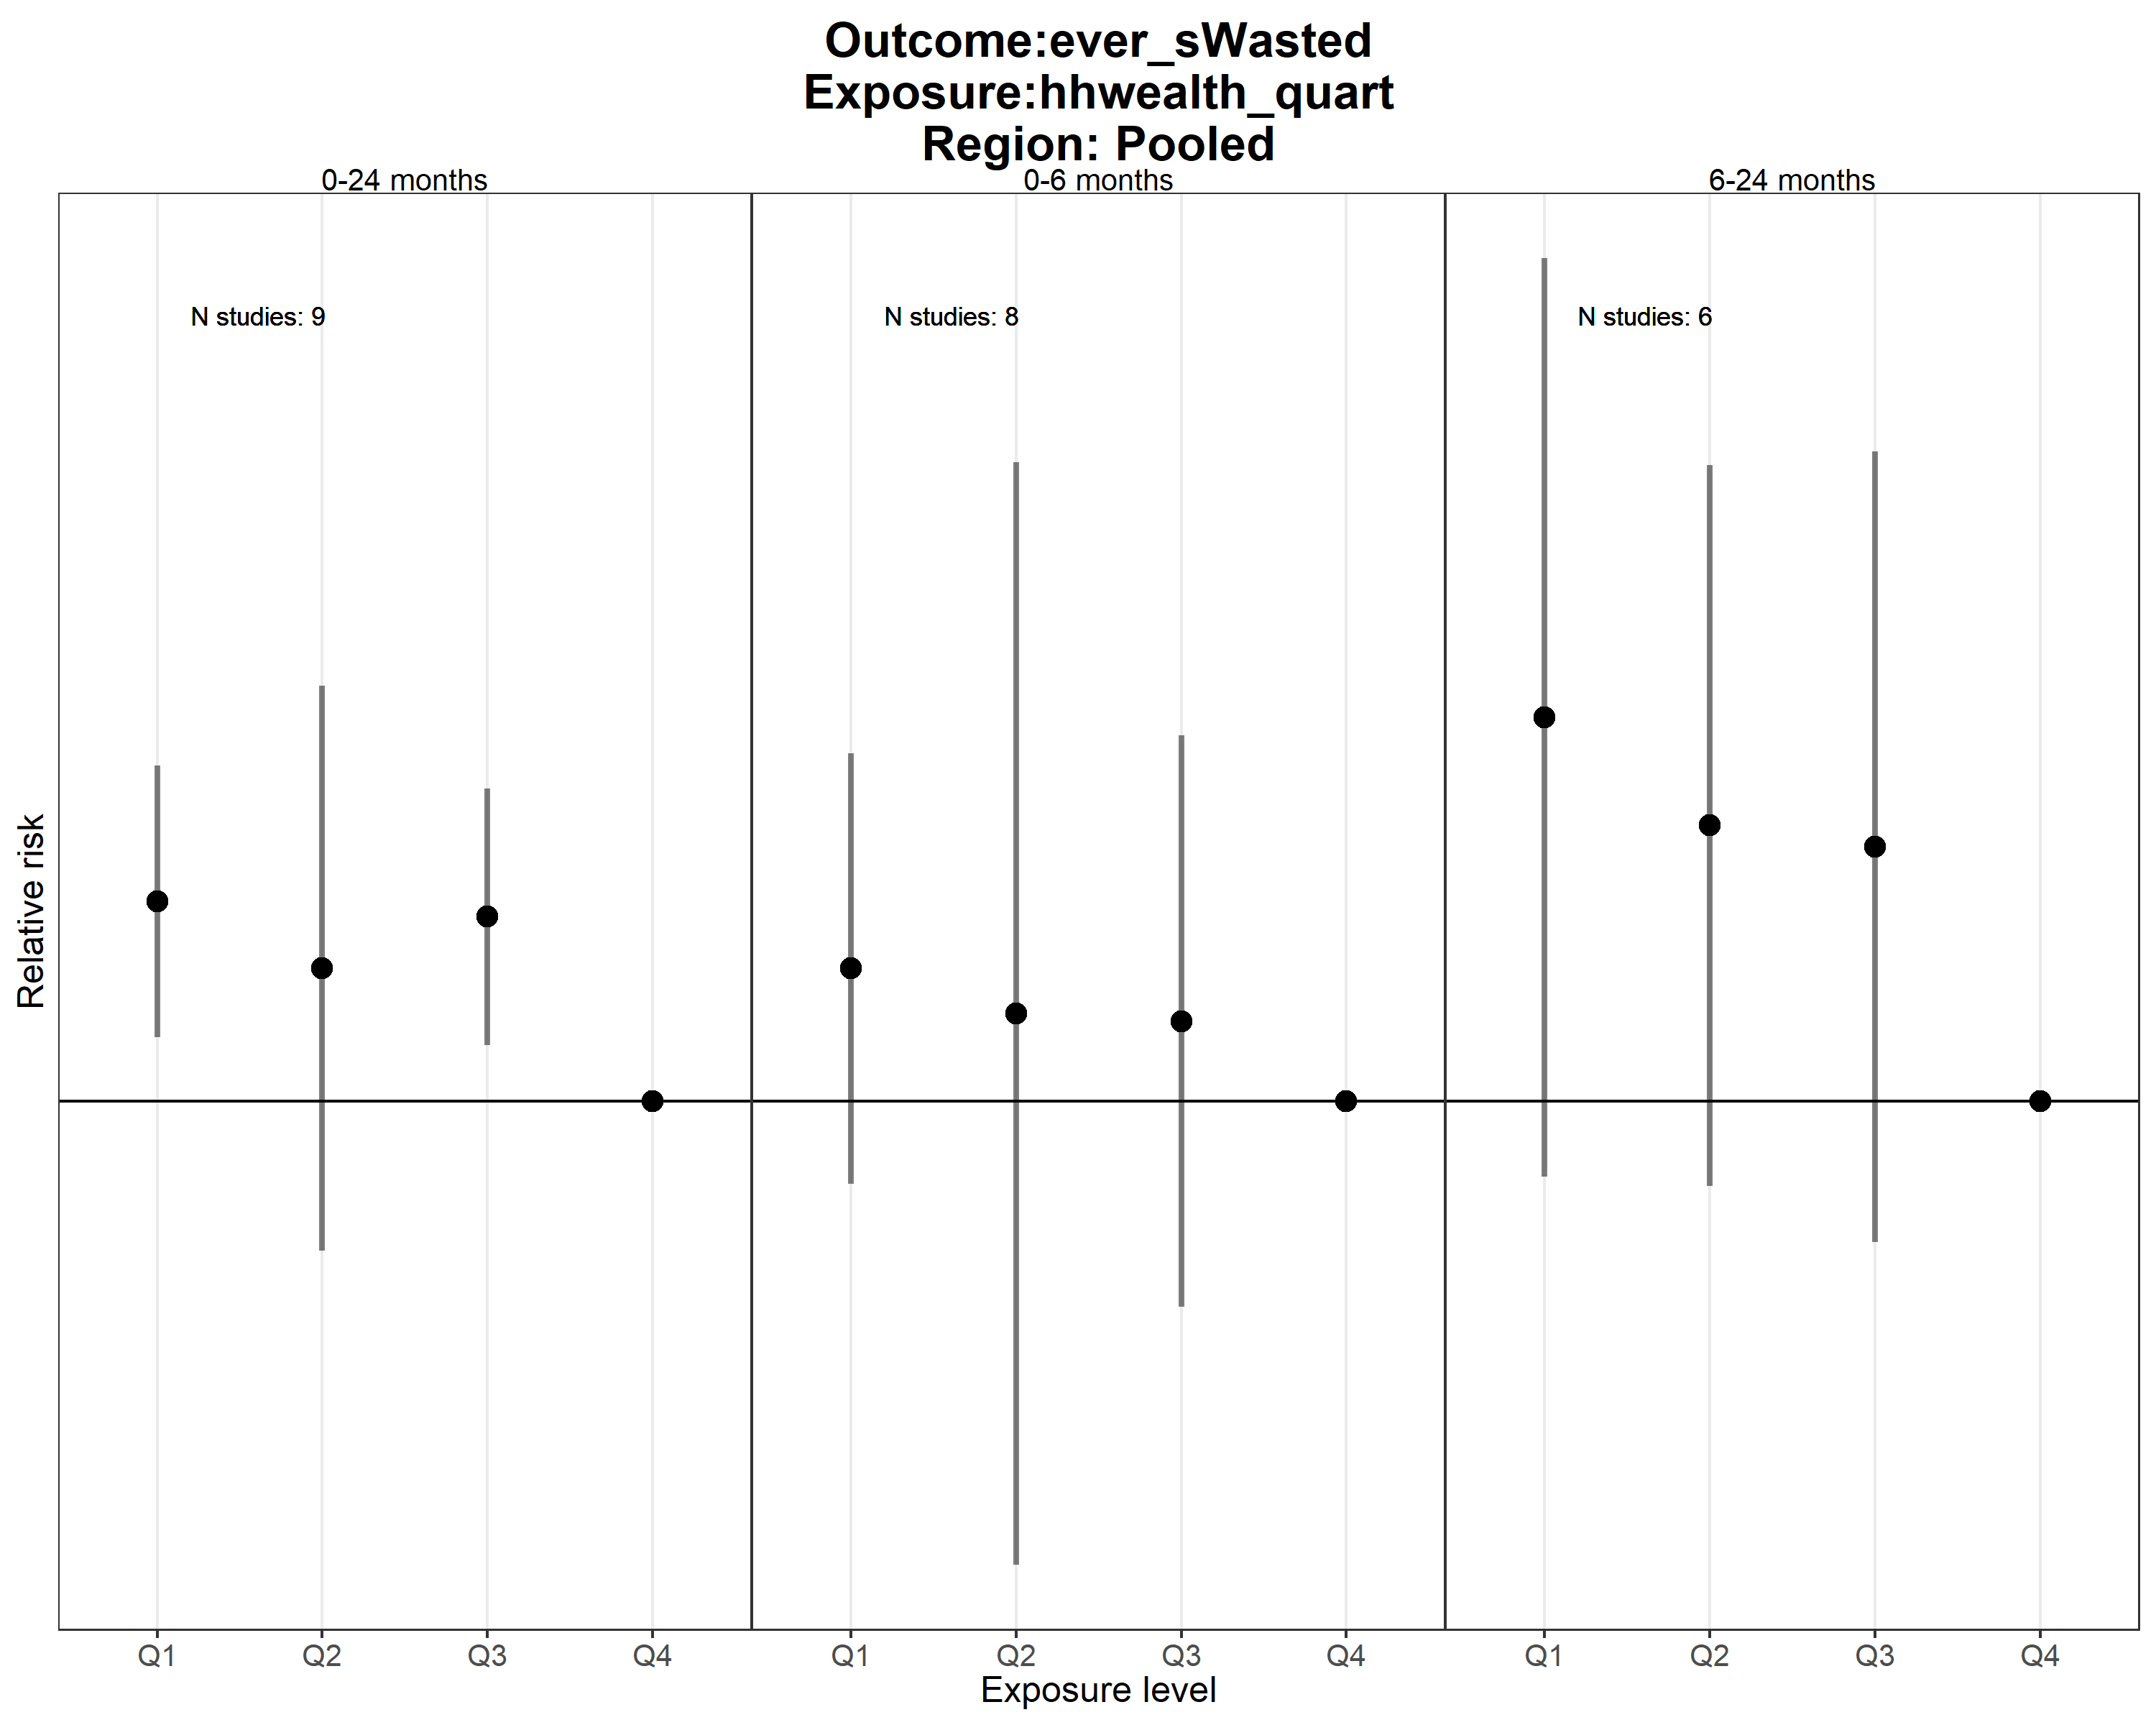 Outcome:ever_sWasted
Exposure:hhwealth_quart
Region: Pooled
0-24 months
0-6 months
6-24 months
N studies: 9
N studies: 8
N studies: 6
Relative risk
Q1 Q2 Q3 Q4 Q1 Q2 Q3 Q4 Q1 Q2 Q3 Q4
Exposure level